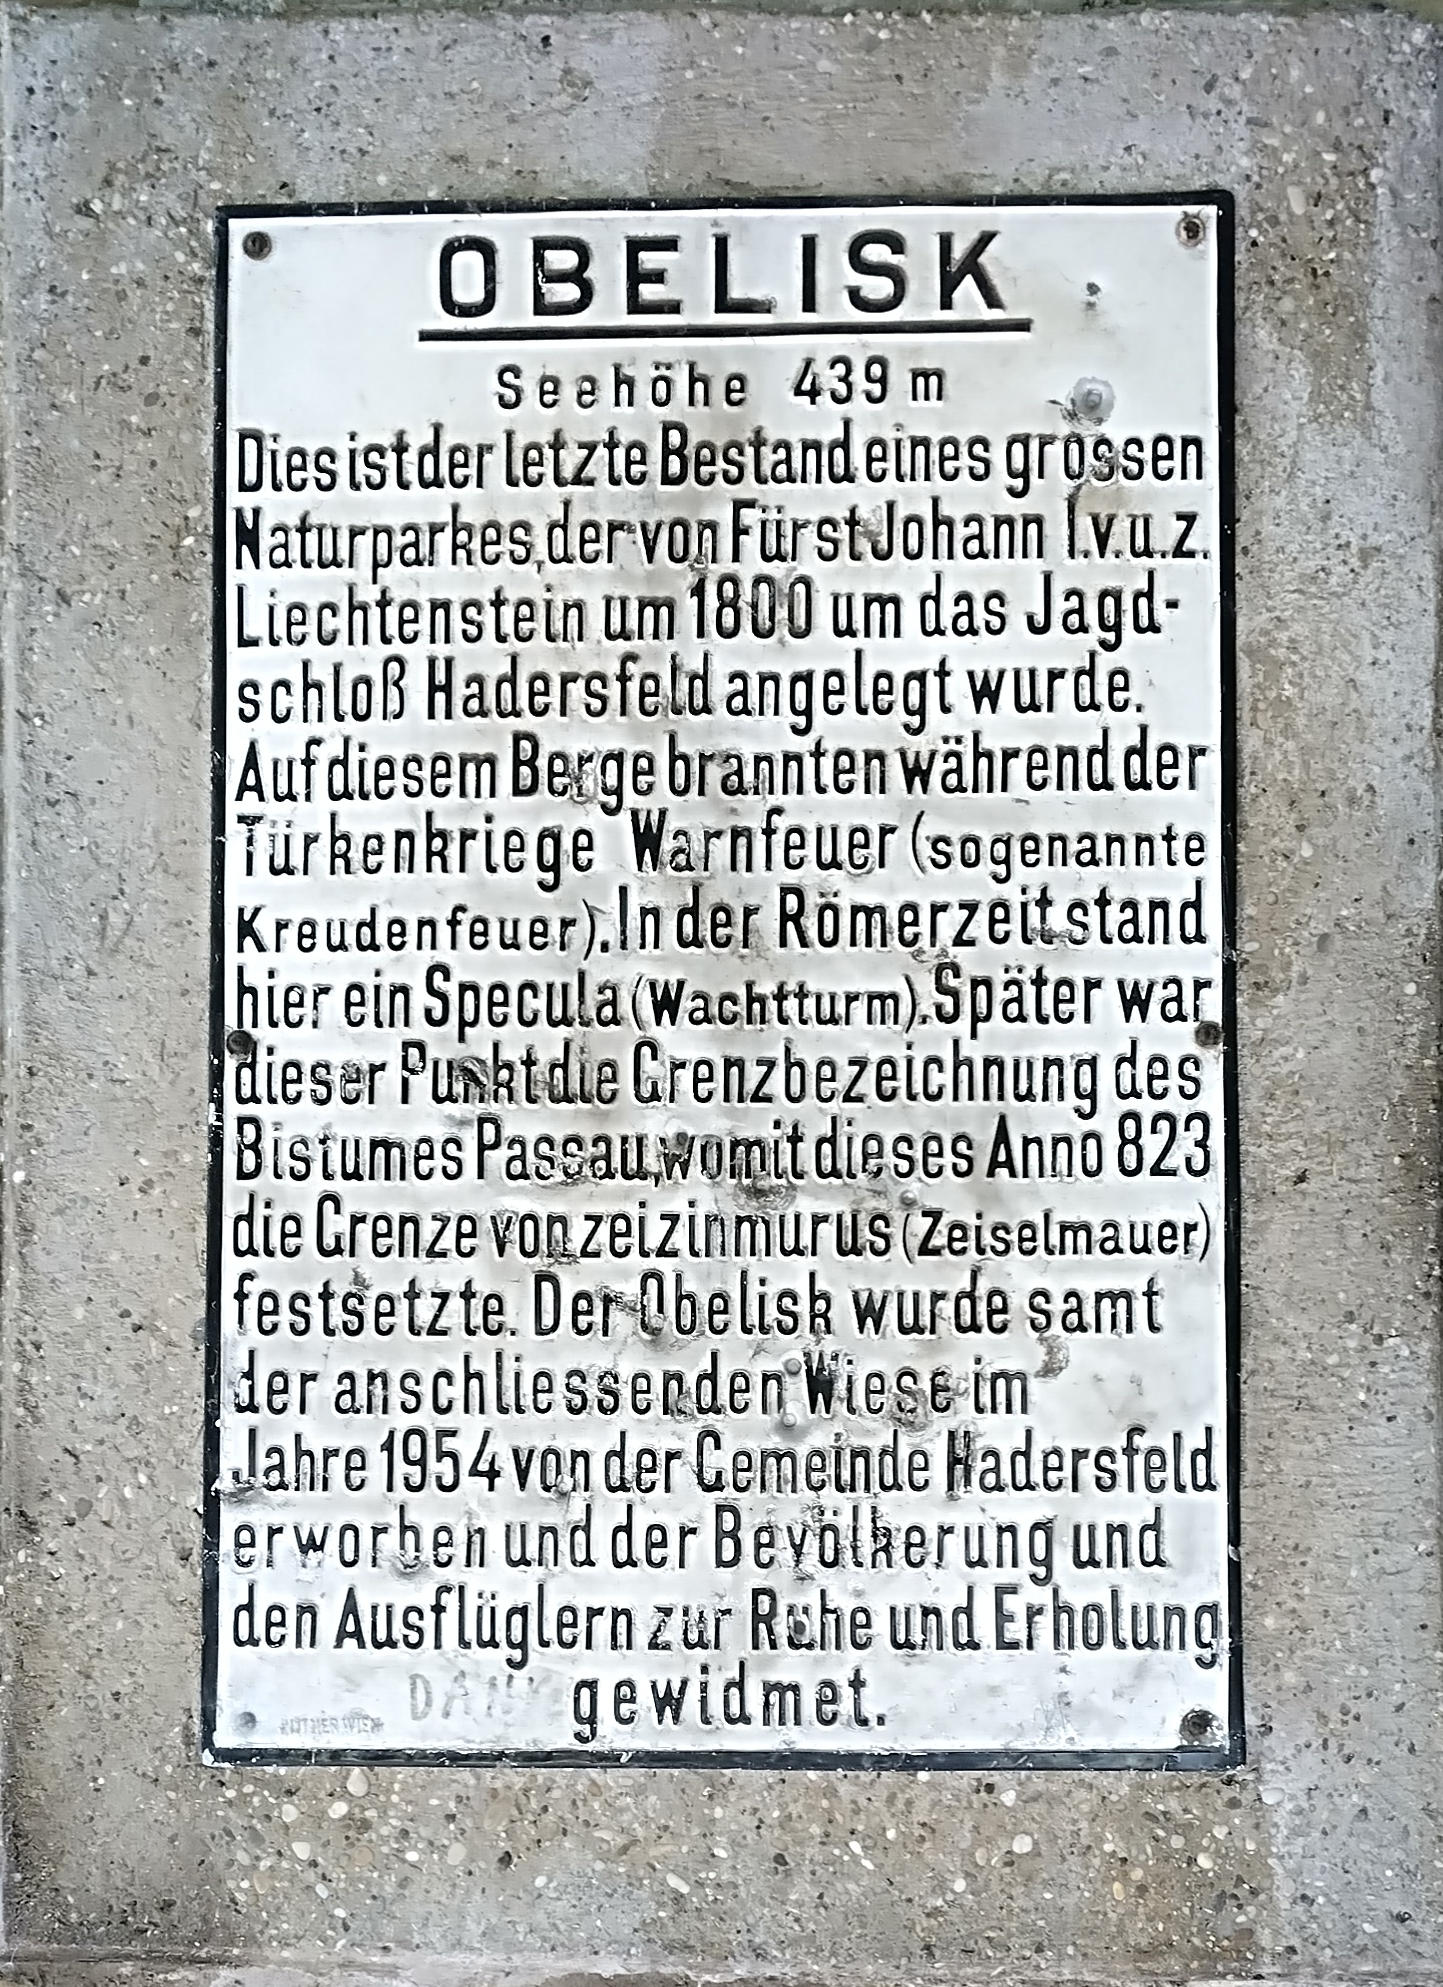 OBELISK
Seehöhe 439 m
Dies ist der letzte Bestand eines grossen
Naturparkes, der von Fürst Johann I.v.u.z.
Liechtenstein um 1800 um das Jagd-
schloß Hadersfeld angelegt wurde.
Auf diesem Berge brannten während der
Türkenkriege Warnfeuer (sogenannte
Kreudenfeuer). In der Römerzeit stand
hier ein Specula (Wachtturm). Später war
dieser Punkt die Grenzbezeichnung des
Bistumes Passau, womit dieses Anno 823
die Grenze von zeizinmurus (Zeiselmauer)
festsetzte. Der Obelisk wurde samt
der anschliessenden Wiese im
Jahre 1954 von der Gemeinde Hadersfeld
erworben und der Bevölkerung und
den Ausflüglern zur Ruhe und Erholung
gewidmet.